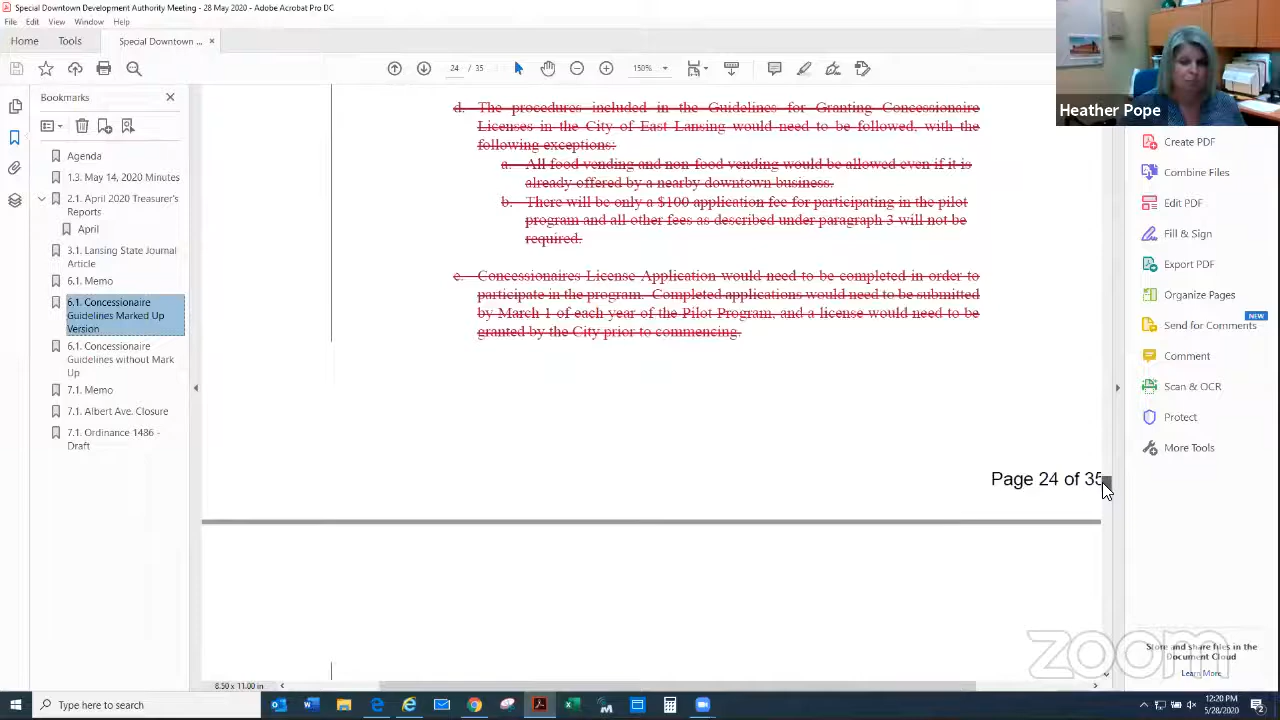 Special Downtown Development Authority Meeting - 28 May 2020 - Adobe Acrobat Pro DC
File Edit View Window Help
Home Tools Special Downtown ... ×
24 / 35 150%
Heather Pope
Bookmarks
Agenda
1.3. May 14, 2020 Minutes
2.1. April 2020 Treasurer's
Reports
April
3.1. Lansing State Journal
Article
6.1. Memo
6.1. Concessionaire
Guidelines Marked Up
Version
6.1. Concessionaire
Guidelines without Mark
Up
7.1. Memo
7.1. Albert Ave. Closure
7.1. Ordinance 1486 -
Draft
d. The procedures included in the Guidelines for Granting Concessionaire
Licenses in the City of East Lansing would need to be followed, with the
following exceptions:
a. All food vending and non-food vending would be allowed even if it is
already offered by a nearby downtown business.
b. There will be only a $100 application fee for participating in the pilot
program and all other fees as described under paragraph 3 will not be
required.
e. Concessionaires License Application would need to be completed in order to
participate in the program. Completed applications would need to be submitted
by March 1 of each year of the Pilot Program, and a license would need to be
granted by the City prior to commencing.
Page 24 of 35
8.50 x 11.00 in
Create PDF
Combine Files
Edit PDF
Fill & Sign
Export PDF
Organize Pages
NEW
Send for Comments
Comment
Scan & OCR
Protect
More Tools
Store and share files in the
Document Cloud
Learn More
zoom
Type here to search
12:20 PM
5/28/2020
2